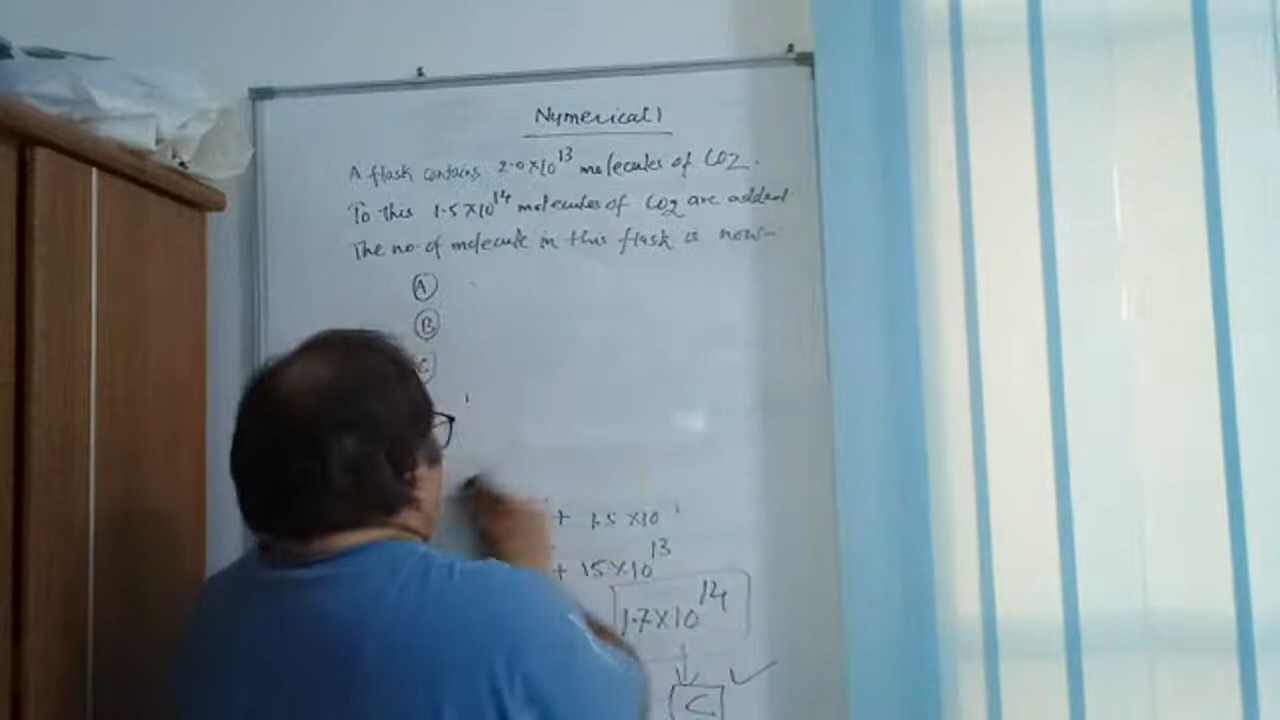 Nymerical 1
A flask contains 2.0×10^13 molecules of CO2.
To this 1.5×10^14 molecules of CO2 are added
The no. of molecule in this flask is now-
A
B
C
+ 1.5×10
+ 15×10^13
1.7×10^14
C